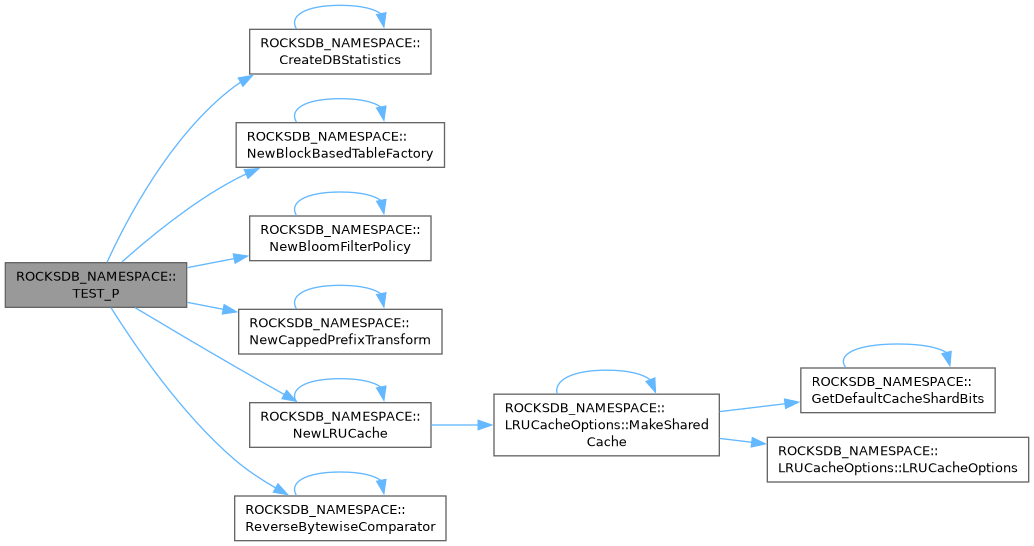 ROCKSDB_NAMESPACE::
CreateDBStatistics
ROCKSDB_NAMESPACE::
NewBlockBasedTableFactory
ROCKSDB_NAMESPACE::
NewBloomFilterPolicy
ROCKSDB_NAMESPACE::
TEST_P
ROCKSDB_NAMESPACE::
NewCappedPrefixTransform
ROCKSDB_NAMESPACE::
NewLRUCache
ROCKSDB_NAMESPACE::
LRUCacheOptions::MakeShared
Cache
ROCKSDB_NAMESPACE::
GetDefaultCacheShardBits
ROCKSDB_NAMESPACE::
LRUCacheOptions::LRUCacheOptions
ROCKSDB_NAMESPACE::
ReverseBytewiseComparator